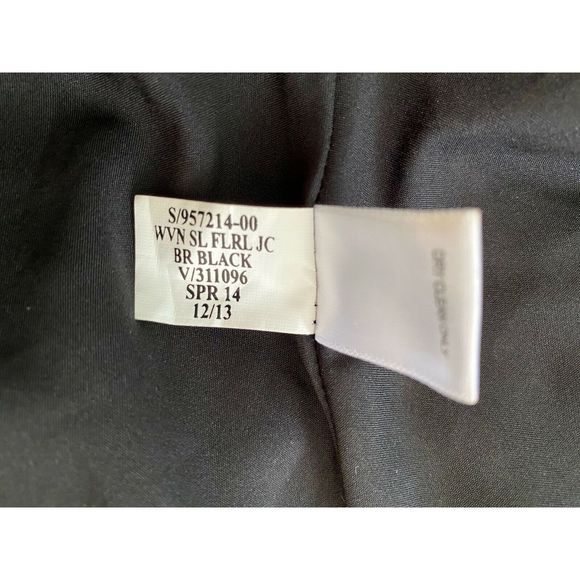 S/957214-00
WVN SL FLRL JC
BR BLACK
V/311096
SPR 14
12/13
DRY CLEAN ONLY